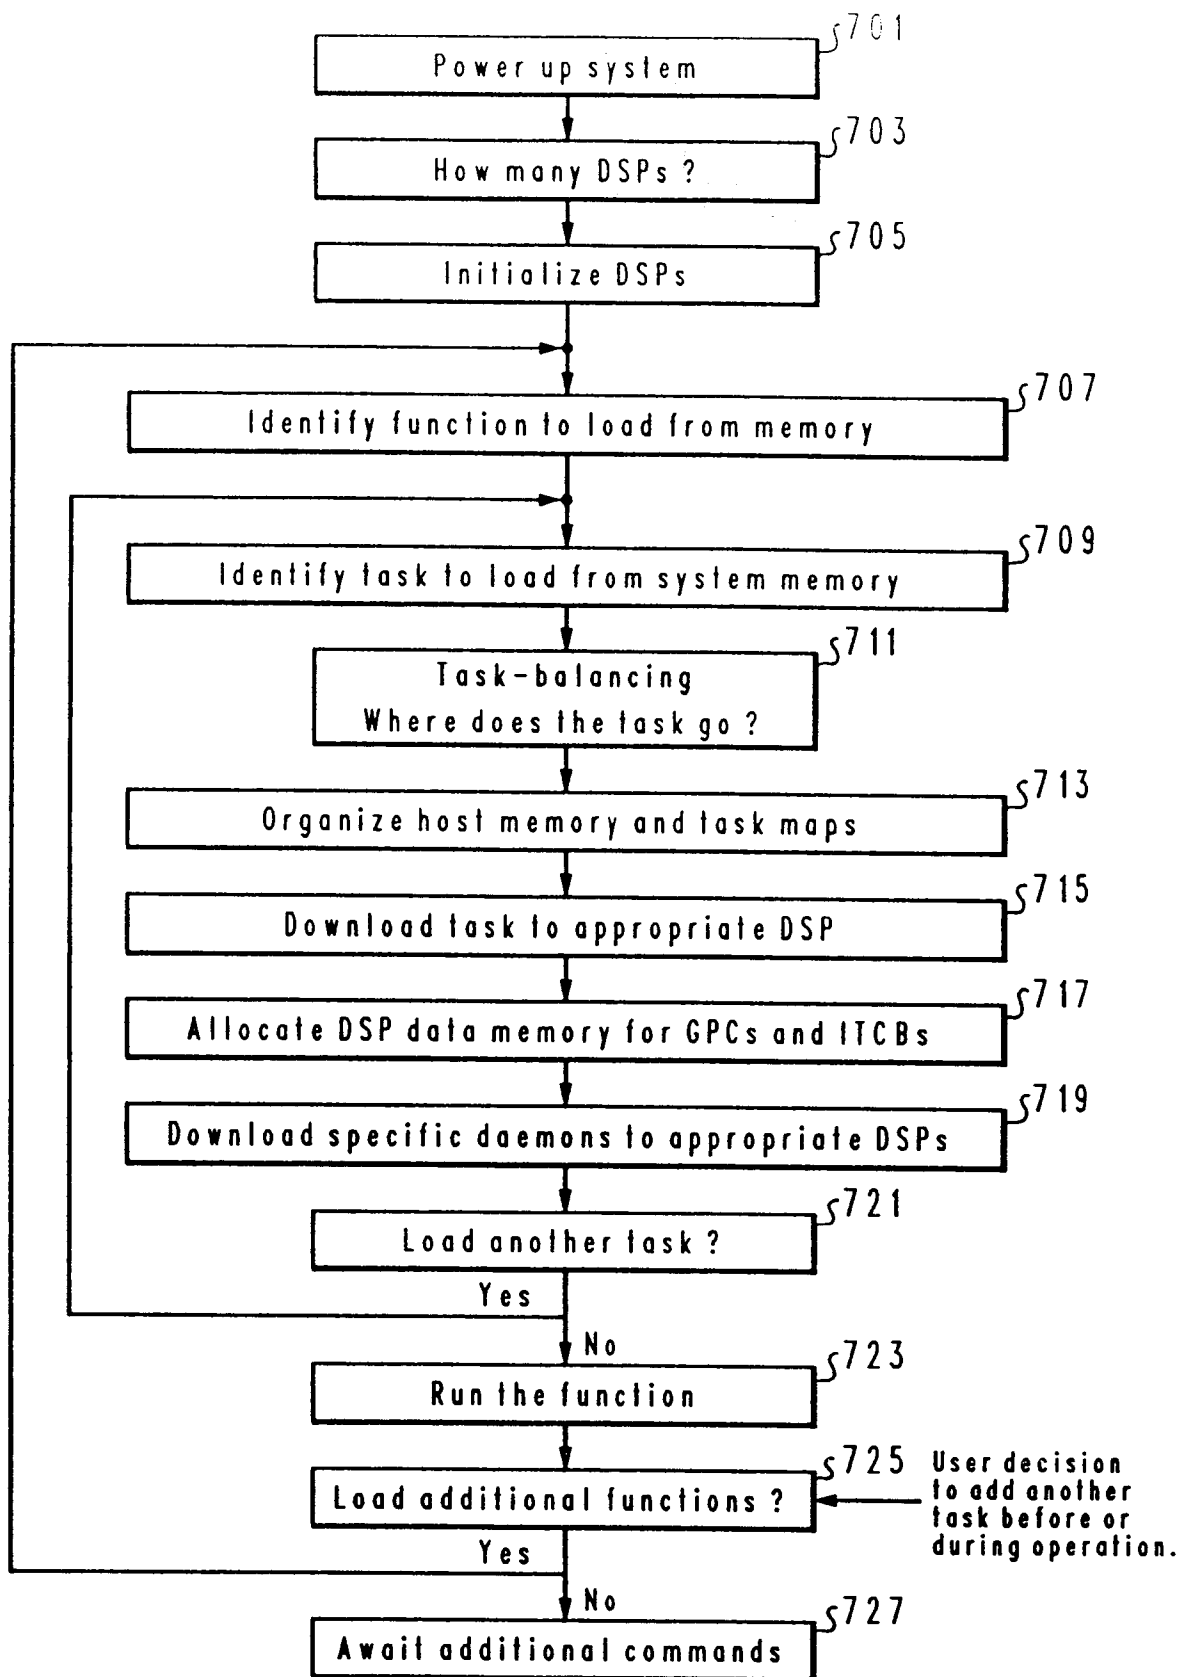 701
Power up system
703
How many DSPs ?
705
Initialize DSPs
707
Identify function to load from memory
709
Identify task to load from system memory
711
Task-balancing
Where does the task go ?
713
Organize host memory and task maps
715
Download task to appropriate DSP
717
Allocate DSP data memory for GPCs and ITCBs
719
Download specific daemons to appropriate DSPs
721
Load another task ?
Yes
No
723
Run the function
725
Load additional functions ?
User decision
to add another
task before or
during operation.
Yes
No
727
Await additional commands